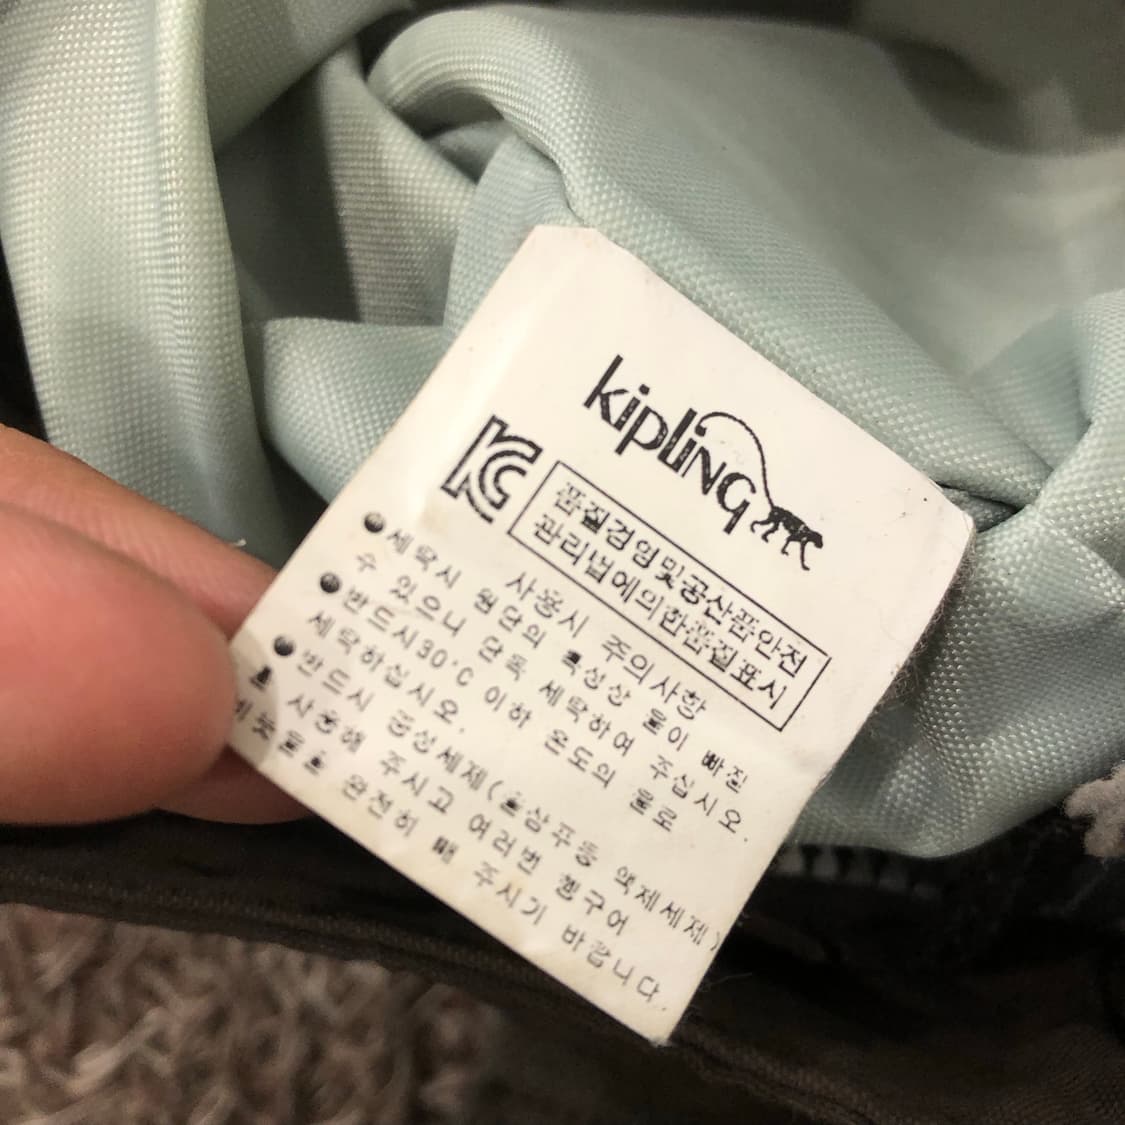 kipling
KC
품질경영및공산품안전
관리법에의한품질표시
사용시 주의사항
세탁시 원단의 특성상 물이 빠질
수 있으니 단독 세탁하여 주십시오.
반드시30°C 이하 온도의 물로
세탁하십시오.
반드시 중성세제(울샴푸등 액제세제)
를 사용해 주시고 여러번 헹구어
비눗물을 완전히 빼 주시기 바랍니다.